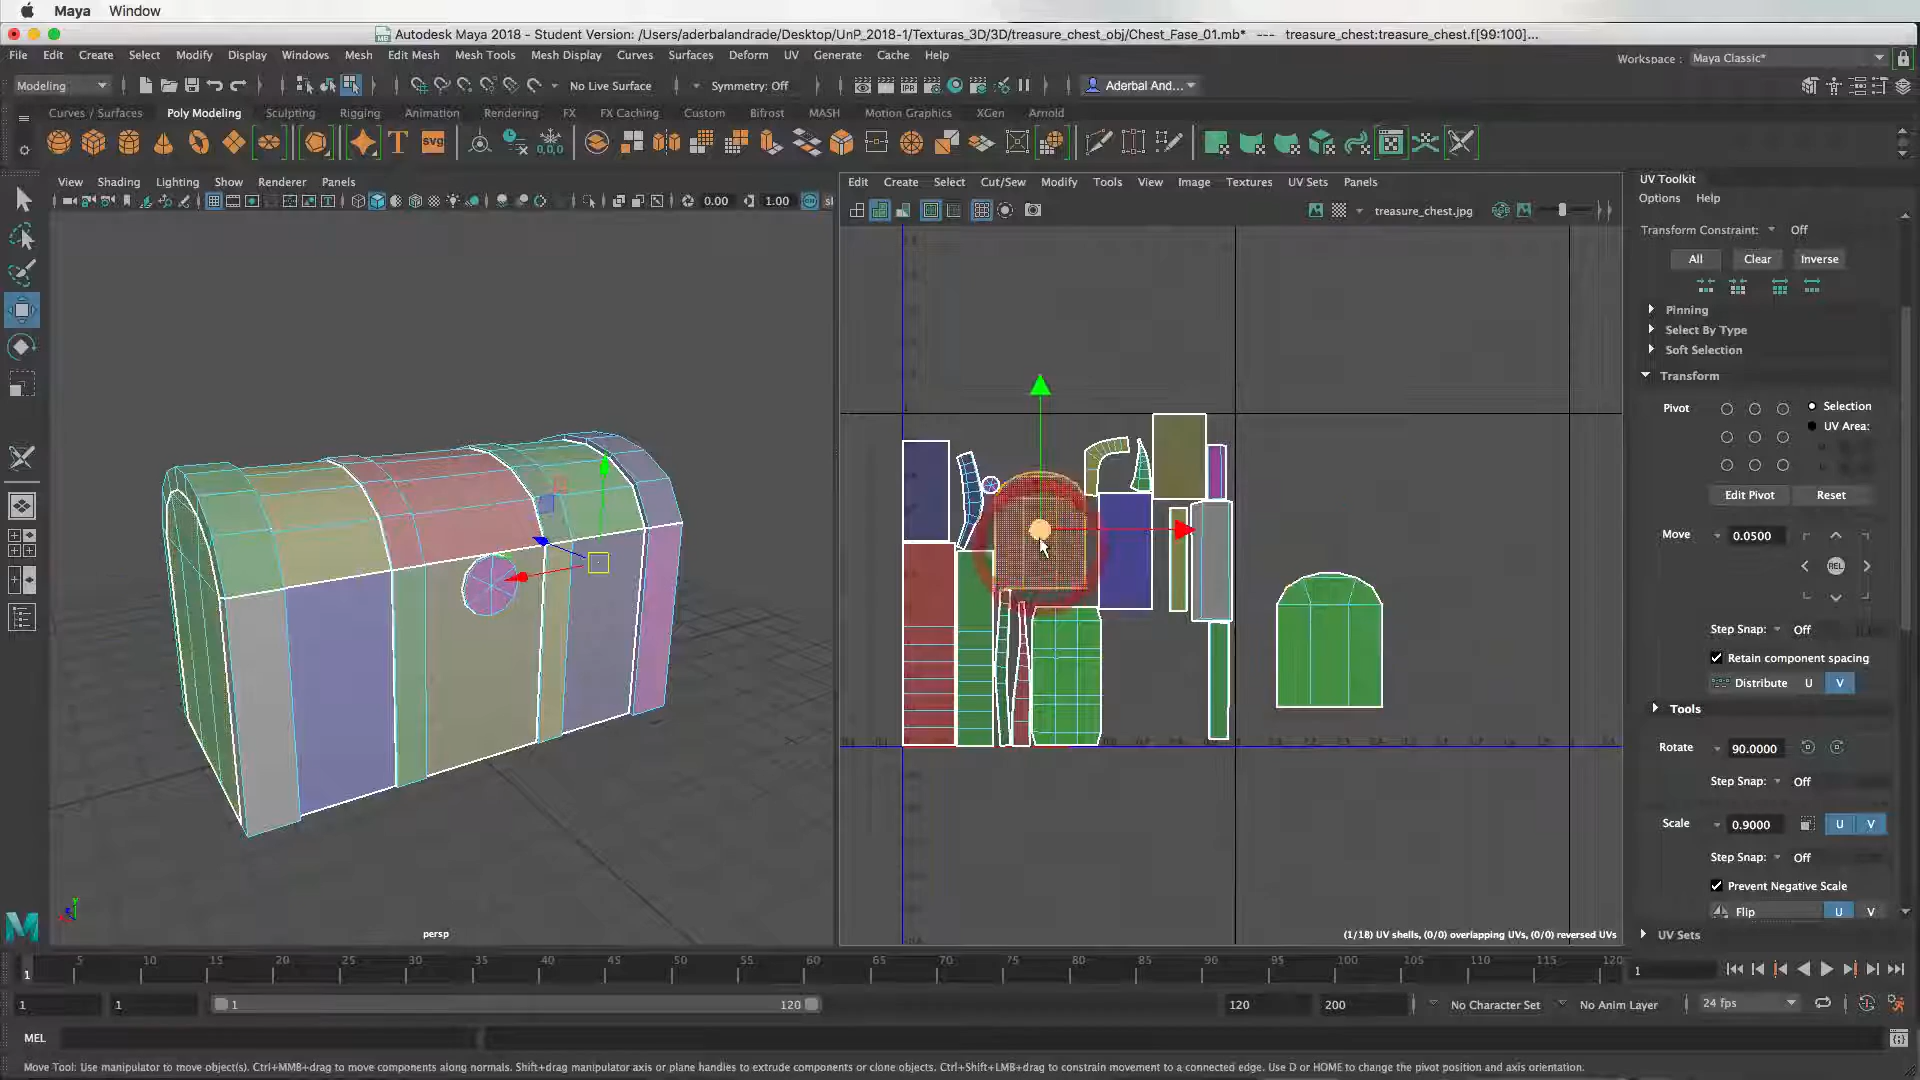 Maya Window
Autodesk Maya 2018 - Student Version: /Users/aderbalandrade/Desktop/UnP_2018-1/Texturas_3D/3D/treasure_chest_obj/Chest_Fase_01.mb* --- treasure_chest:treasure_chest.f[99:100]...
File Edit Create Select Modify Display Windows Mesh Edit Mesh Mesh Tools Mesh Display Curves Surfaces Deform UV Generate Cache Help
Workspace : Maya Classic*
Modeling No Live Surface Symmetry: Off Aderbal And...
Curves / Surfaces Poly Modeling Sculpting Rigging Animation Rendering FX FX Caching Custom Bifrost MASH Motion Graphics XGen Arnold
T SVG 0,0,0
View Shading Lighting Show Renderer Panels
0.00 1.00
persp
Edit Create Select Cut/Sew Modify Tools View Image Textures UV Sets Panels
treasure_chest.jpg
(1/18) UV shells, (0/0) overlapping UVs, (0/0) reversed UVs
UV Toolkit
Options Help
Transform Constraint: Off
All Clear Inverse
Pinning
Select By Type
Soft Selection
Transform
Pivot Selection
UV Area:
Edit Pivot Reset
Move 0.0500
REL
Step Snap: Off
Retain component spacing
Distribute U V
Tools
Rotate 90.0000
Step Snap: Off
Scale 0.9000 U V
Step Snap: Off
Prevent Negative Scale
Flip U V
UV Sets
1 5 10 15 20 25 30 35 40 45 50 55 60 65 70 75 80 85 90 95 100 105 110 115 120
1
1 1 1 120 120 200 No Character Set No Anim Layer 24 fps
MEL
Move Tool: Use manipulator to move object(s). Ctrl+MMB+drag to move components along normals. Shift+drag manipulator axis or plane handles to extrude components or clone objects. Ctrl+Shift+LMB+drag to constrain movement to a connected edge. Use D or HOME to change the pivot position and axis orientation.